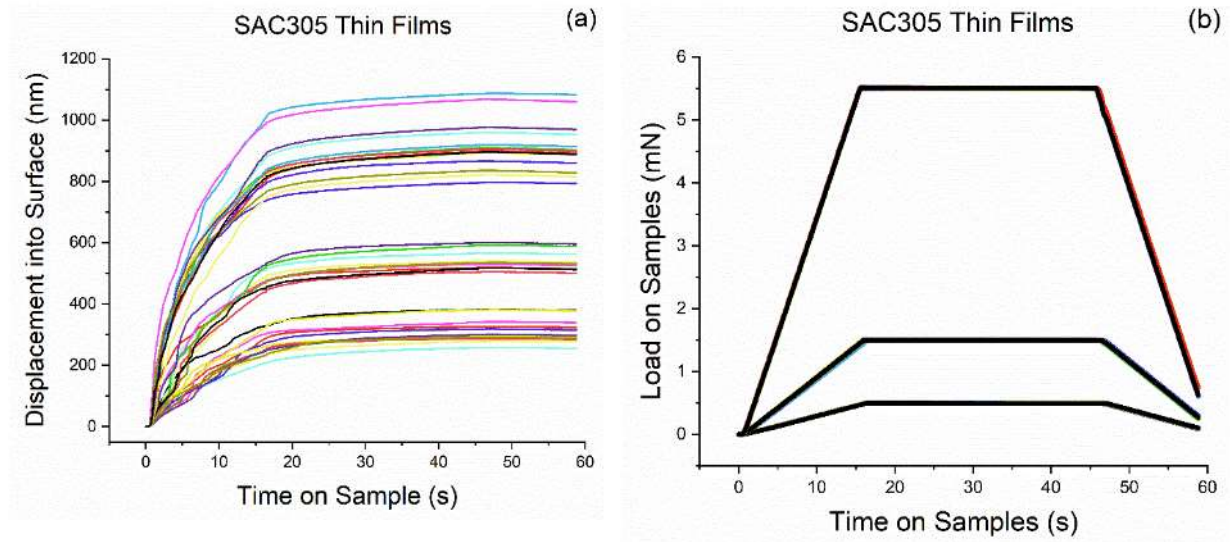 SAC305 Thin Films
(a)
Displacement into Surface (nm)
1200
1000
800
600
400
200
0
0 10 20 30 40 50 60
Time on Sample (s)
SAC305 Thin Films
(b)
Load on Samples (mN)
6
5
4
3
2
1
0
0 10 20 30 40 50 60
Time on Samples (s)